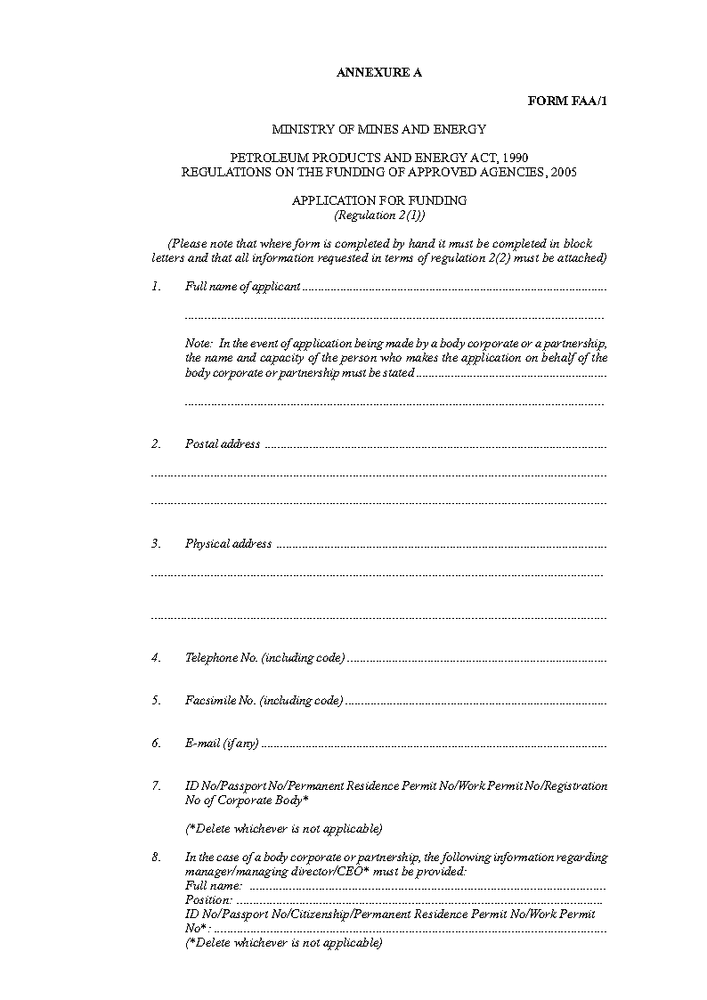 ANNEXURE A
FORM FAA/1
MINISTRY OF MINES AND ENERGY
PETROLEUM PRODUCTS AND ENERGY ACT, 1990
REGULATIONS ON THE FUNDING OF APPROVED AGENCIES, 2005
APPLICATION FOR FUNDING
(Regulation 2(1))
(Please note that where form is completed by hand it must be completed in block
letters and that all information requested in terms of regulation 2(2) must be attached)
1. Full name of applicant ................................................................................................
....................................................................................................................................
Note: In the event of application being made by a body corporate or a partnership,
the name and capacity of the person who makes the application on behalf of the
body corporate or partnership must be stated ............................................................
....................................................................................................................................
2. Postal address ............................................................................................................
................................................................................................................................................
................................................................................................................................................
3. Physical address ........................................................................................................
...............................................................................................................................................
................................................................................................................................................
4. Telephone No. (including code) ..................................................................................
5. Facsimile No. (including code) ..................................................................................
6. E-mail (if any) .............................................................................................................
7. ID No/Passport No/Permanent Residence Permit No/Work Permit No/Registration
No of Corporate Body*
(*Delete whichever is not applicable)
8. In the case of a body corporate or partnership, the following information regarding
manager/managing director/CEO* must be provided:
Full name: ................................................................................................................
Position: ...................................................................................................................
ID No/Passport No/Citizenship/Permanent Residence Permit No/Work Permit
No*: ............................................................................................................................
(*Delete whichever is not applicable)